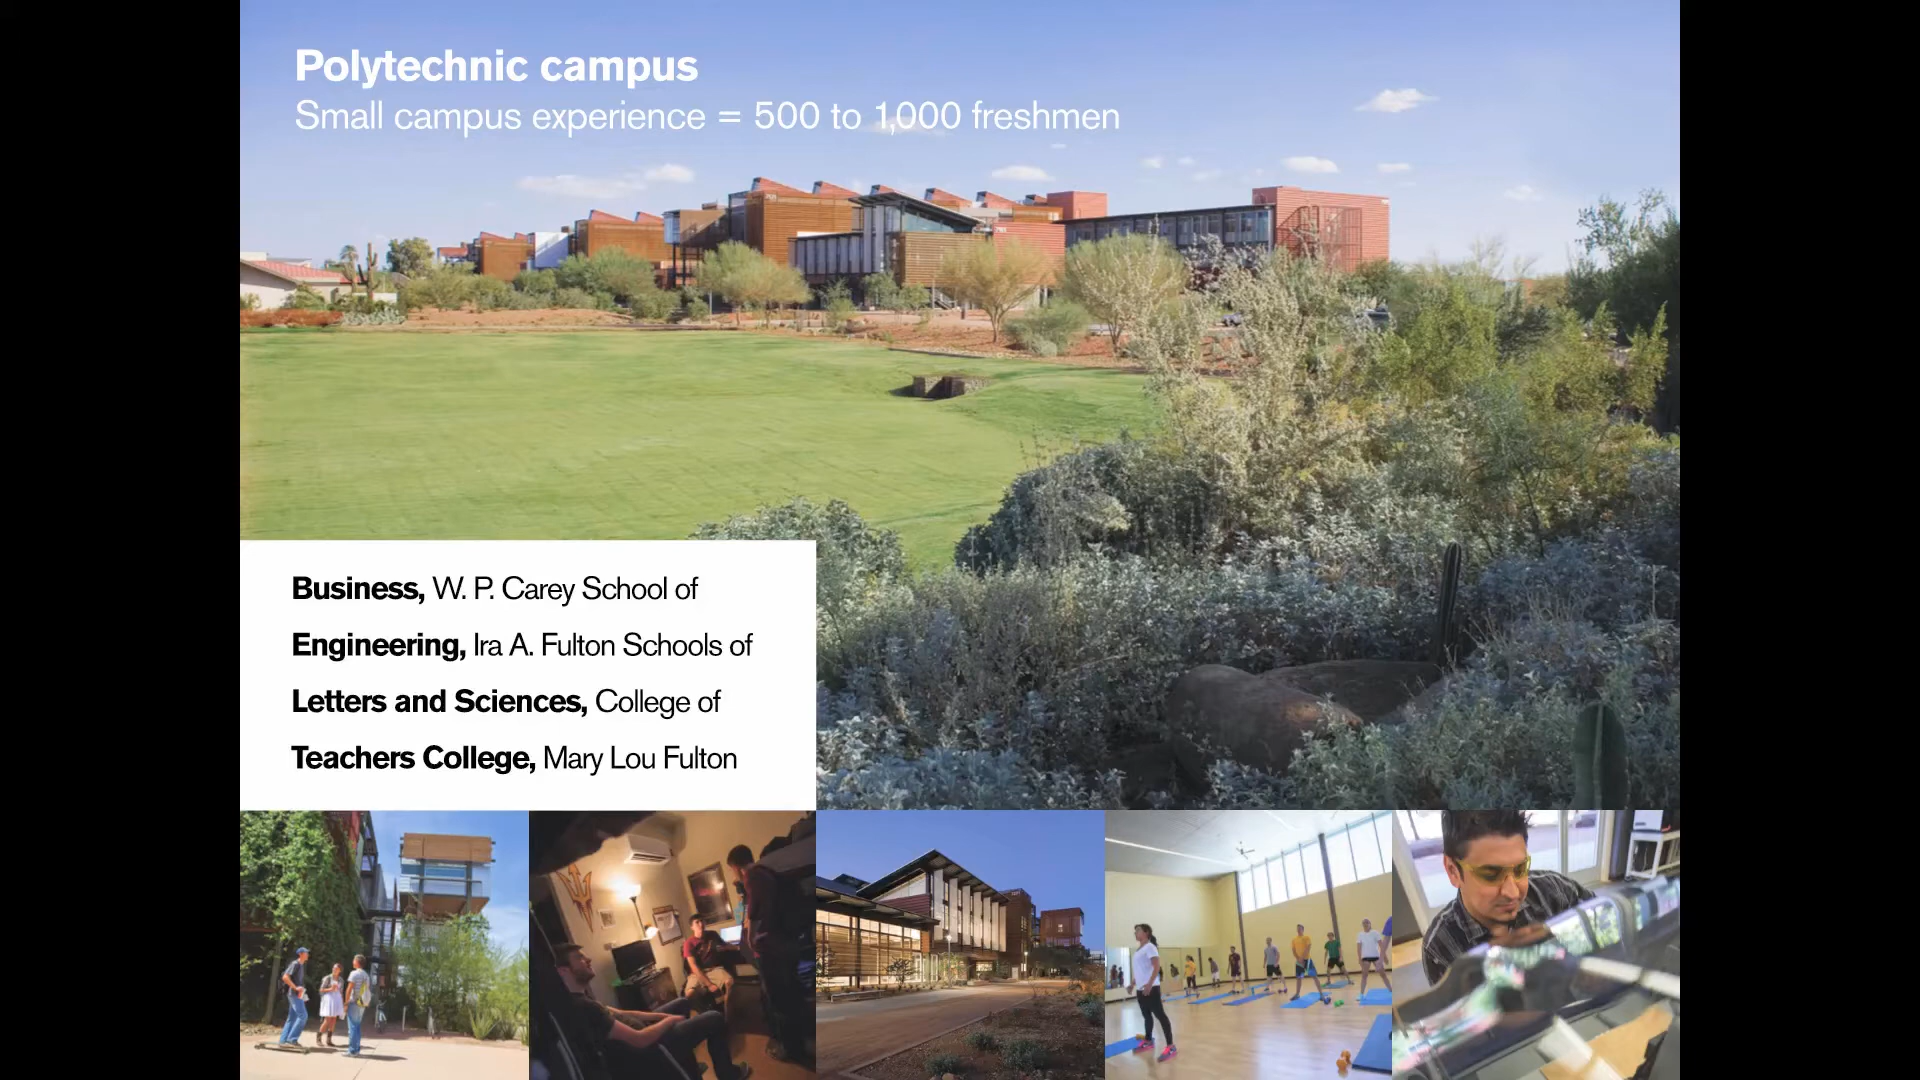 Polytechnic campus
Small campus experience = 500 to 1,000 freshmen
Business, W. P. Carey School of
Engineering, Ira A. Fulton Schools of
Letters and Sciences, College of
Teachers College, Mary Lou Fulton